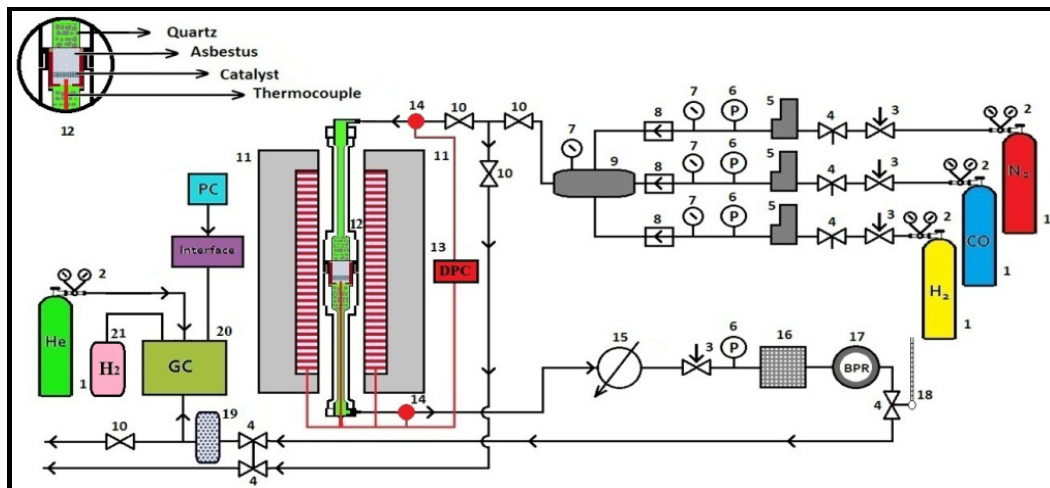 Quartz
Asbestus
Catalyst
Thermocouple
12
14
10
10
7
6
5
4
3
2
N₂
1
7
8
9
10
11
11
12
7
6
5
4
3
2
CO
1
8
7
6
5
4
3
2
H₂
1
8
13
DPC
PC
Interface
2
He
1
21
H2
20
GC
15
3
6
P
P
P
P
16
17
BPR
18
4
14
19
10
4
4